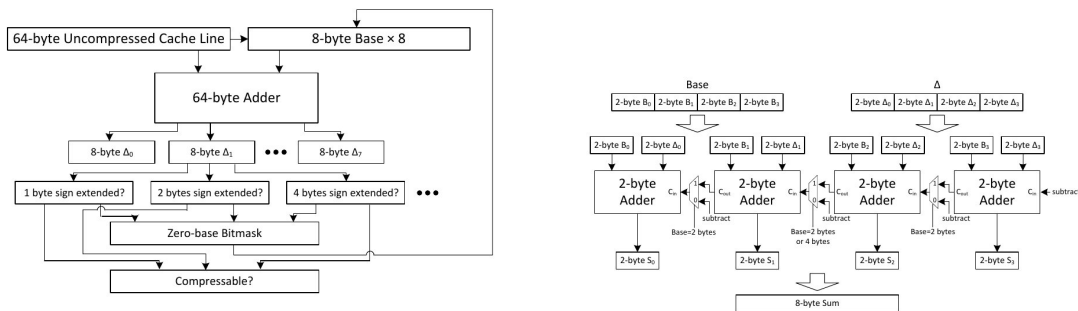 64-byte Uncompressed Cache Line
8-byte Base × 8
64-byte Adder
8-byte Δ0
8-byte Δ1
8-byte Δ7
1 byte sign extended?
2 bytes sign extended?
4 bytes sign extended?
Zero-base Bitmask
Compressable?
Base
Δ
2-byte B0
2-byte B1
2-byte B2
2-byte B3
2-byte Δ0
2-byte Δ1
2-byte Δ2
2-byte Δ3
2-byte B0
2-byte Δ0
2-byte B1
2-byte Δ1
2-byte B2
2-byte Δ2
2-byte B3
2-byte Δ3
2-byte
Adder
Cin
1
0
Cout
2-byte
Adder
Cin
1
0
Cout
2-byte
Adder
Cin
1
0
Cout
2-byte
Adder
Cin
subtract
subtract
subtract
subtract
Base=2 bytes
Base=2 bytes
or 4 bytes
Base=2 bytes
2-byte S0
2-byte S1
2-byte S2
2-byte S3
8-byte Sum